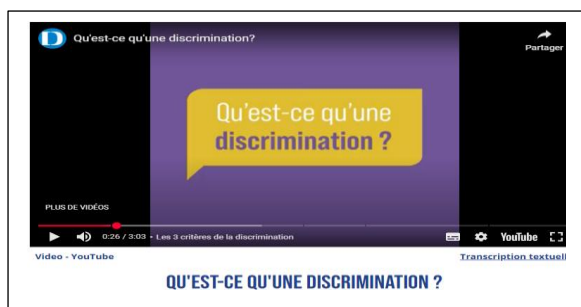 D Qu'est-ce qu'une discrimination?
Partager
Qu'est-ce qu'une
discrimination ?
PLUS DE VIDÉOS
0:26 / 3:03 • Les 3 critères de la discrimination
YouTube
Video - YouTube
Transcription textuell
QU'EST-CE QU'UNE DISCRIMINATION ?